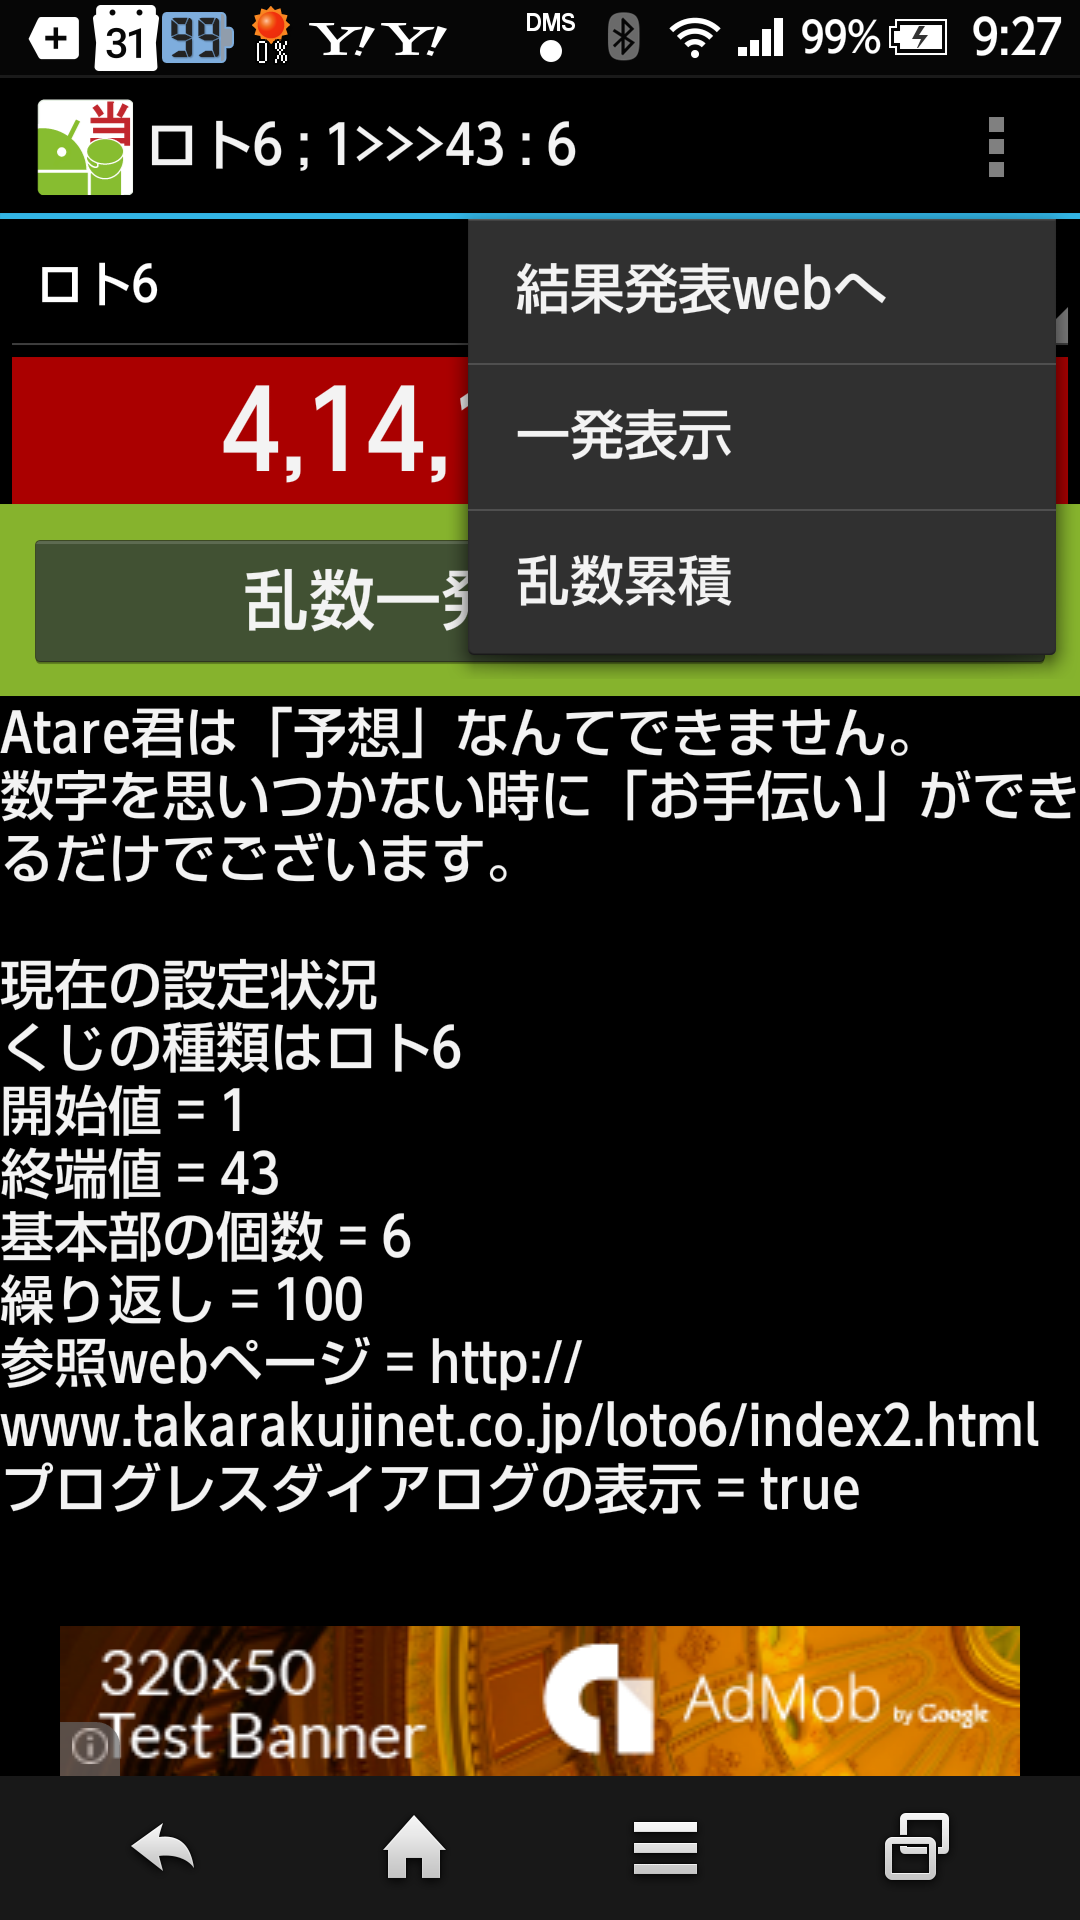 31
99
0%
Y! Y!
DMS
99%
9:27
当
ロト6 ; 1>>>43 : 6
ロト6
結果発表webへ
4,14,
一発表示
乱数一発
乱数累積
Atare君は「予想」なんてできません。
数字を思いつかない時に「お手伝い」ができ
るだけでございます。
現在の設定状況
くじの種類はロト6
開始値 = 1
終端値 = 43
基本部の個数 = 6
繰り返し = 100
参照webページ = http://
www.takarakujinet.co.jp/loto6/index2.html
プログレスダイアログの表示 = true
320x50
Test Banner
AdMob by Google